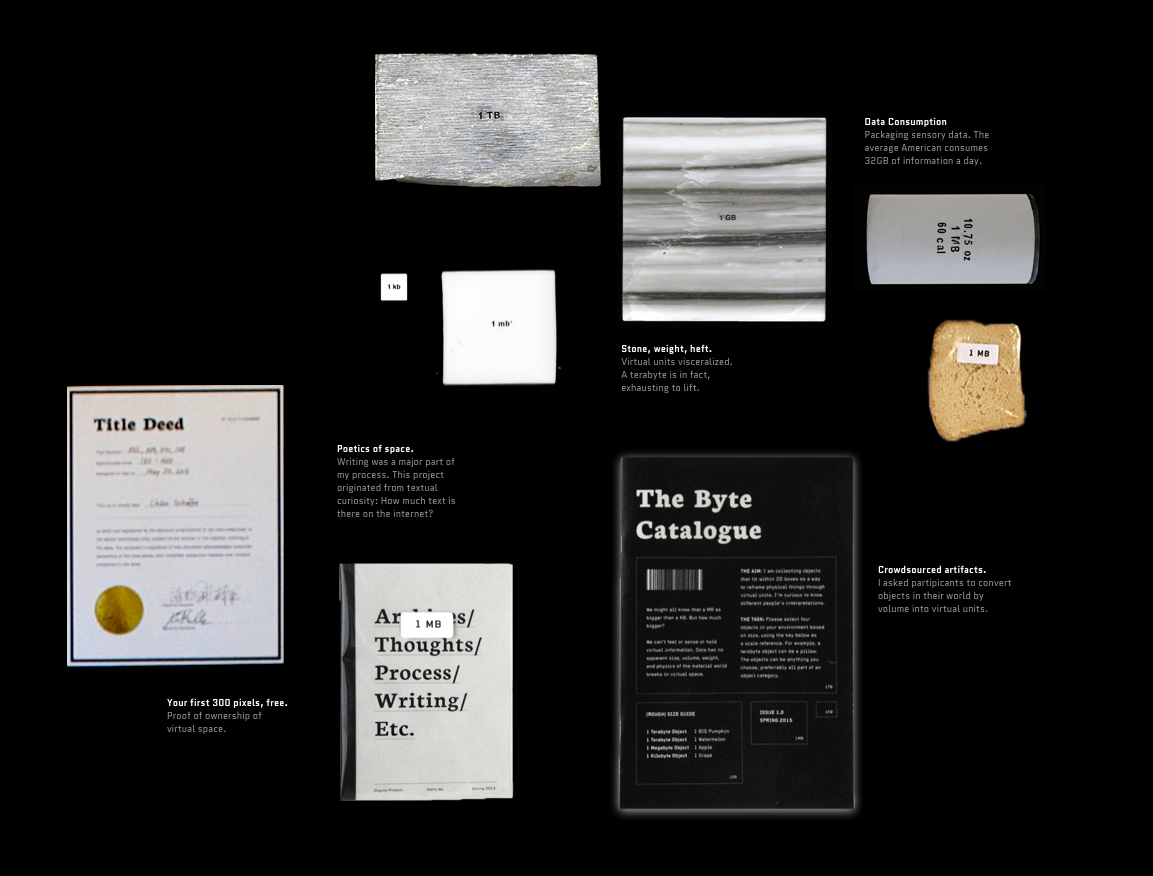 1 TB
1 GB
Data Consumption
Packaging sensory data. The
average American consumes
32GB of information a day.
10.75 oz
1 MB
60 cal
1 kb
1 mb
1 MB
Stone, weight, heft.
Virtual units visceralized.
A terabyte is in fact,
exhausting to lift.
Title Deed
Poetics of space.
Writing was a major part of
my process. This project
originated from textual
curiosity: How much text is
there on the internet?
Your first 300 pixels, free.
Proof of ownership of
virtual space.
1 MB
Thoughts/
Process/
Writing/
Etc.
Degree Project
Spring 2015
The Byte
Catalogue
We might all know that a MB is
bigger than a KB. But how much
bigger?
We can't feel or sense or hold
virtual information. Data has no
apparent size, volume, weight,
and physics of the material world
breaks in virtual space.
THE AIM: I am collecting objects
that fit within 2D boxes as a way
to reframe physical things through
virtual units. I'm curious to know
different people's interpretations.
THE TASK: Please select four
objects in your environment based
on size, using the key below as
a scale reference. For example, a
terabyte object can be a pillow.
The objects can be anything you
choose, preferrably all part of an
object category.
1TB
(ROUGH) SIZE GUIDE
1 Terabyte Object 1 BIG Pumpkin
1 Terabyte Object 1 Watermelon
1 Megabyte Object 1 Apple
1 Kilobyte Object 1 Grape
1GB
ISSUE 1.0
SPRING 2015
1MB
1KB
Crowdsourced artifacts.
I asked partipicants to convert
objects in their world by
volume into virtual units.